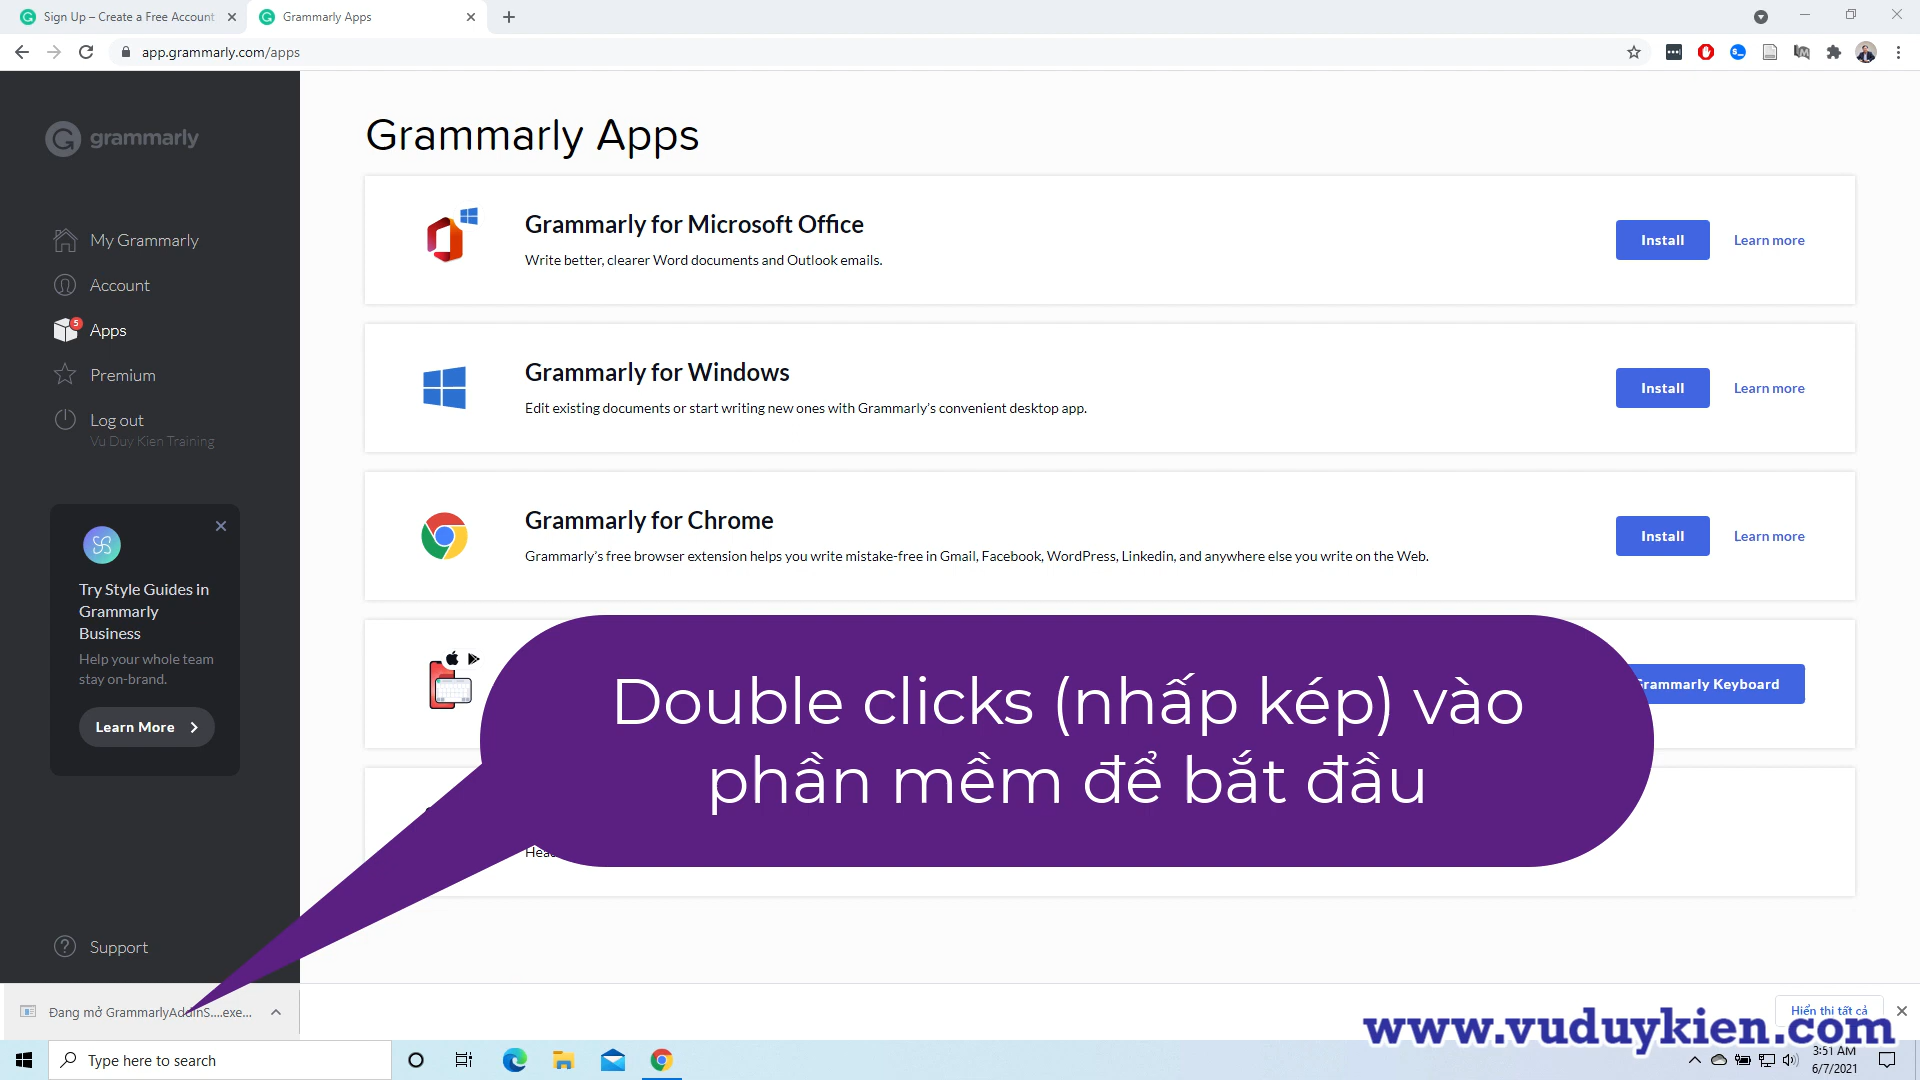 Sign Up – Create a Free Account
Grammarly Apps
app.grammarly.com/apps
grammarly
My Grammarly
Account
5
Apps
Premium
Log out
Vu Duy Kien Training
Try Style Guides in
Grammarly
Business
Help your whole team
stay on-brand.
Learn More
Support
Grammarly Apps
Grammarly for Microsoft Office
Write better, clearer Word documents and Outlook emails.
Install
Learn more
Grammarly for Windows
Edit existing documents or start writing new ones with Grammarly's convenient desktop app.
Install
Learn more
Grammarly for Chrome
Grammarly's free browser extension helps you write mistake-free in Gmail, Facebook, WordPress, Linkedin, and anywhere else you write on the Web.
Install
Learn more
Grammarly Keyboard
Double clicks (nhấp kép) vào
phần mềm để bắt đầu
Đang mở GrammarlyAddInS....exe...
Hiển thị tất cả
www.vuduykien.com
Type here to search
3:51 AM
6/7/2021